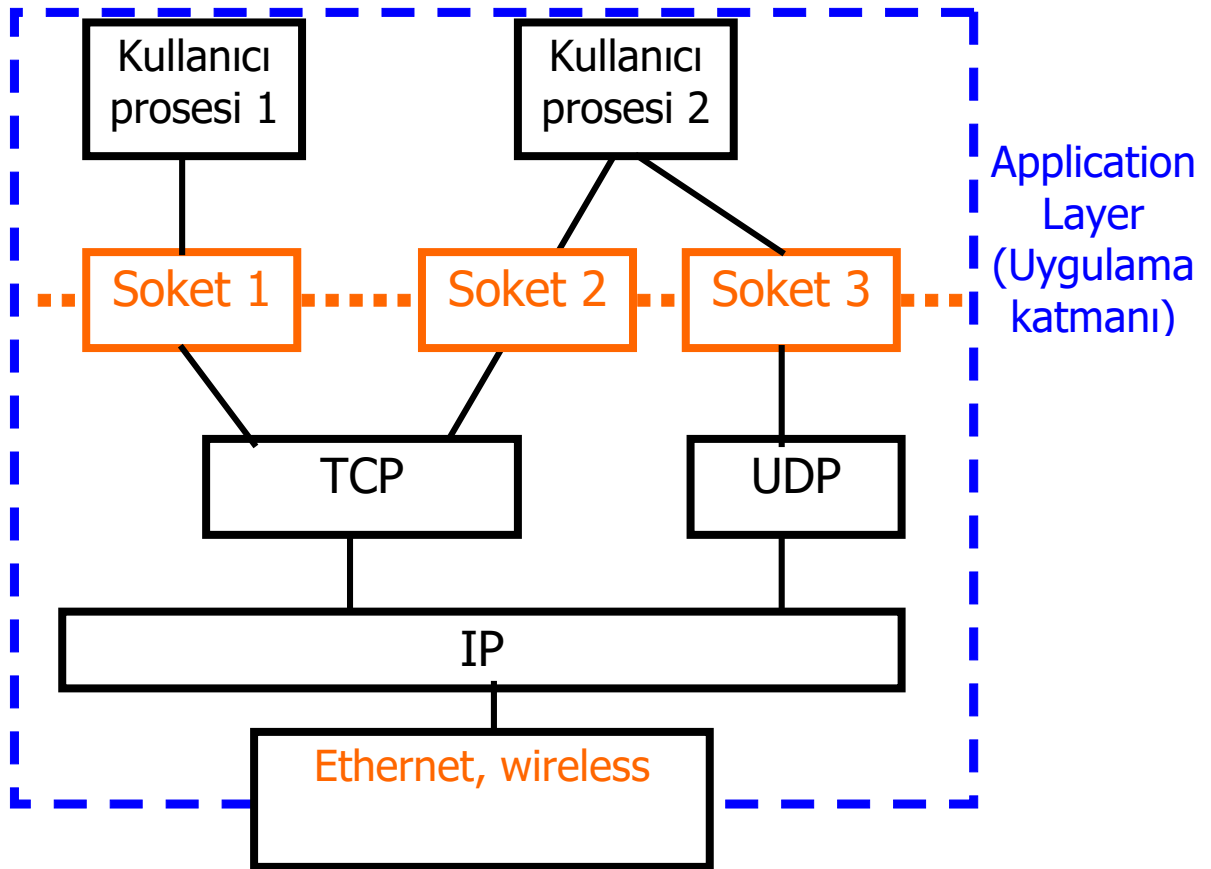 Kullanıcı
prosesi 1
Kullanıcı
prosesi 2
Application
Layer
(Uygulama
katmanı)
Soket 1
Soket 2
Soket 3
TCP
UDP
IP
Ethernet, wireless